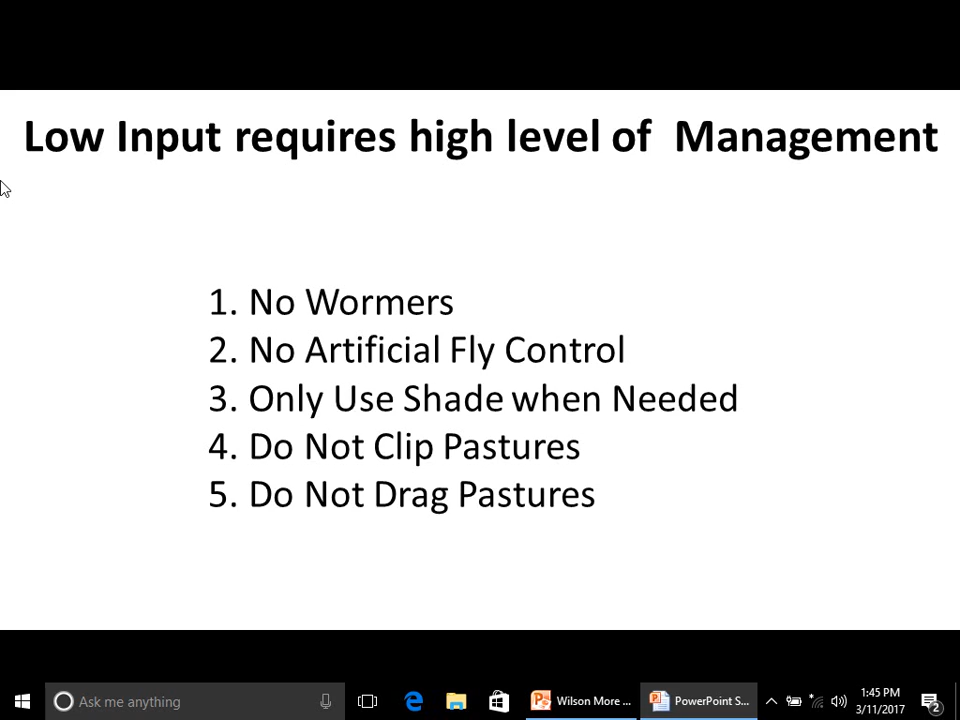 Low Input requires high level of  Management
1. No Wormers
2. No Artificial Fly Control
3. Only Use Shade when Needed
4. Do Not Clip Pastures
5. Do Not Drag Pastures
Ask me anything
Wilson More ...
PowerPoint S...
1:45 PM
3/11/2017
2